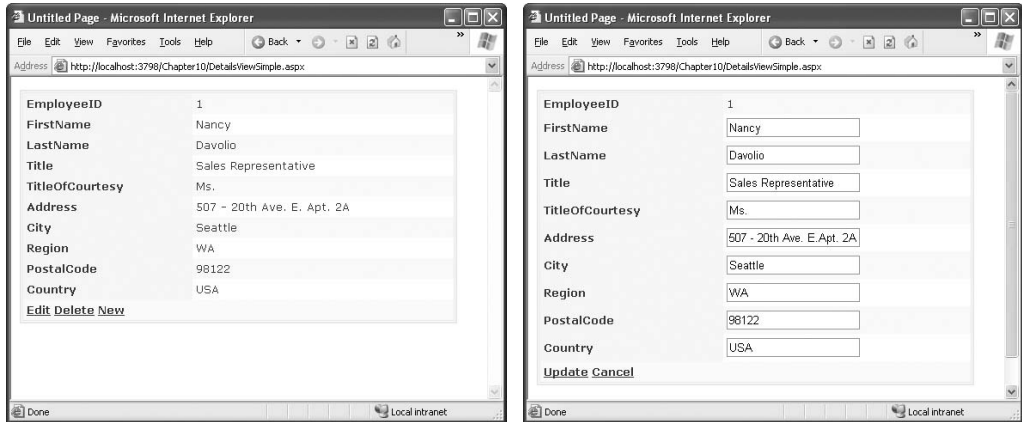 Untitled Page - Microsoft Internet Explorer
File Edit View Favorites Tools Help Back »
Address http://localhost:3798/Chapter10/DetailsViewSimple.aspx
EmployeeID 1
FirstName Nancy
LastName Davolio
Title Sales Representative
TitleOfCourtesy Ms.
Address 507 - 20th Ave. E. Apt. 2A
City Seattle
Region WA
PostalCode 98122
Country USA
Edit Delete New
Done Local intranet
Untitled Page - Microsoft Internet Explorer
File Edit View Favorites Tools Help Back »
Address http://localhost:3798/Chapter10/DetailsViewSimple.aspx
EmployeeID 1
FirstName Nancy
LastName Davolio
Title Sales Representative
TitleOfCourtesy Ms.
Address 507 - 20th Ave. E.Apt. 2A
City Seattle
Region WA
PostalCode 98122
Country USA
Update Cancel
Done Local intranet